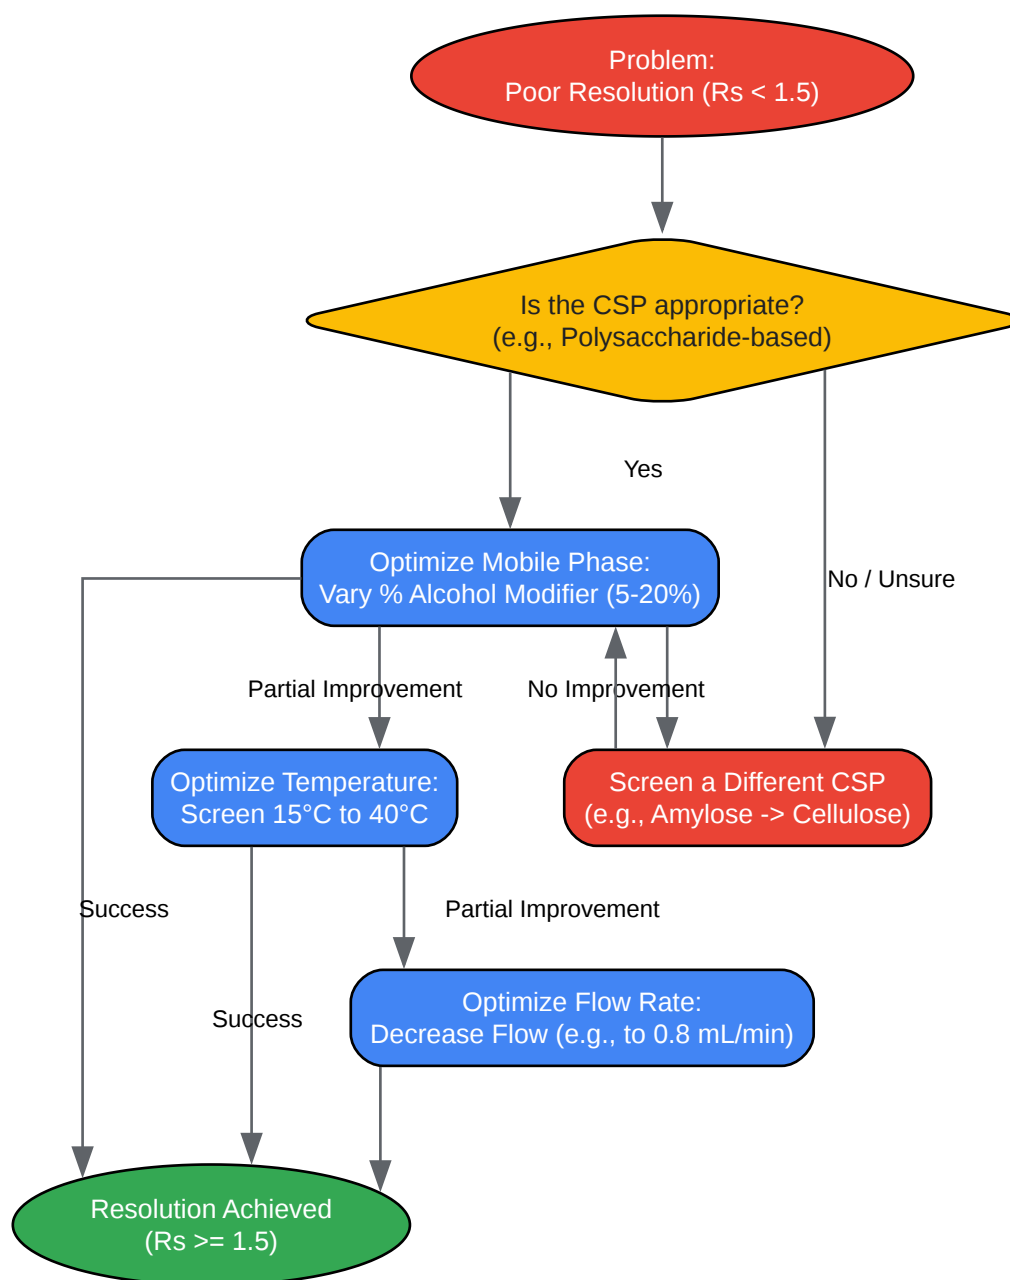 Problem:
Poor Resolution (Rs < 1.5)
Is the CSP appropriate?
(e.g., Polysaccharide-based)
Yes
Optimize Mobile Phase:
Vary % Alcohol Modifier (5-20%)
No / Unsure
Partial Improvement
No Improvement
Optimize Temperature:
Screen 15°C to 40°C
Screen a Different CSP
(e.g., Amylose -> Cellulose)
Success
Partial Improvement
Optimize Flow Rate:
Decrease Flow (e.g., to 0.8 mL/min)
Success
Resolution Achieved
(Rs >= 1.5)